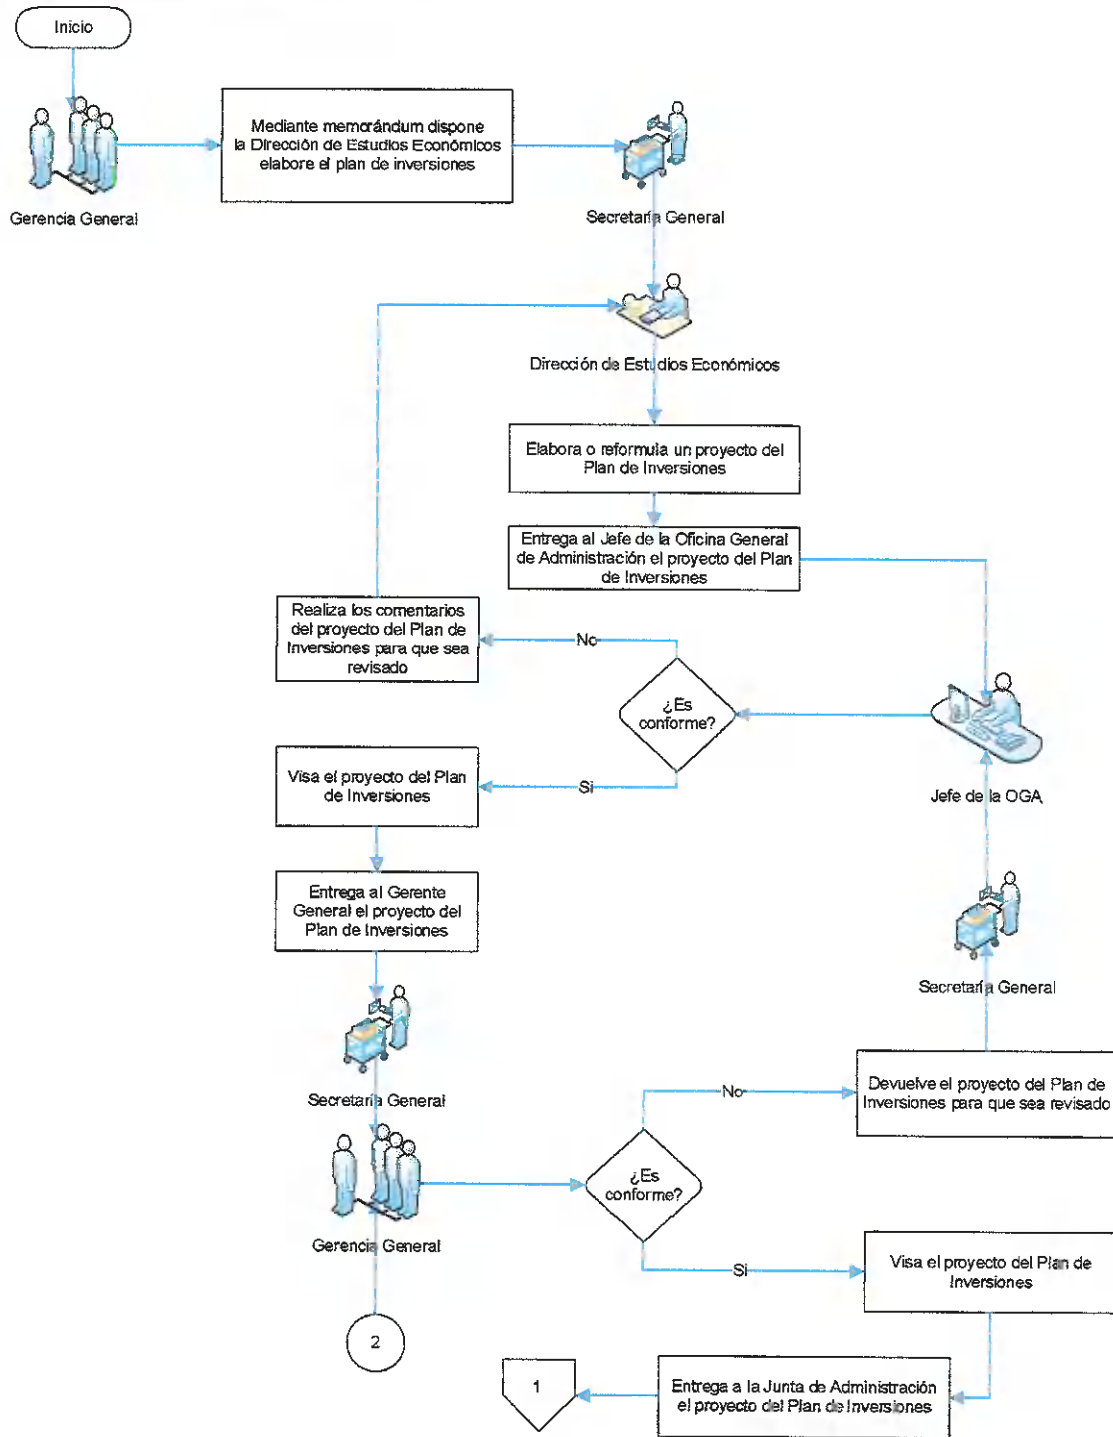 Inicio
Mediante memorándum dispone
la Dirección de Estudios Económicos
elabore el plan de inversiones
Gerencia General
Secretaría General
Dirección de Estudios Económicos
Elabora o reformula un proyecto del
Plan de Inversiones
Entrega al Jefe de la Oficina General
de Administración el proyecto del Plan
de Inversiones
Realiza los comentarios
del proyecto del Plan de
Inversiones para que sea
revisado
No
¿Es
conforme?
Si
Jefe de la OGA
Visa el proyecto del Plan
de Inversiones
Entrega al Gerente
General el proyecto del
Plan de Inversiones
Secretaría General
Secretaría General
Gerencia General
¿Es
conforme?
No
Devuelve el proyecto del Plan de
Inversiones para que sea revisado
Si
Visa el proyecto del Plan de
Inversiones
2
Entrega a la Junta de Administración
el proyecto del Plan de Inversiones
1